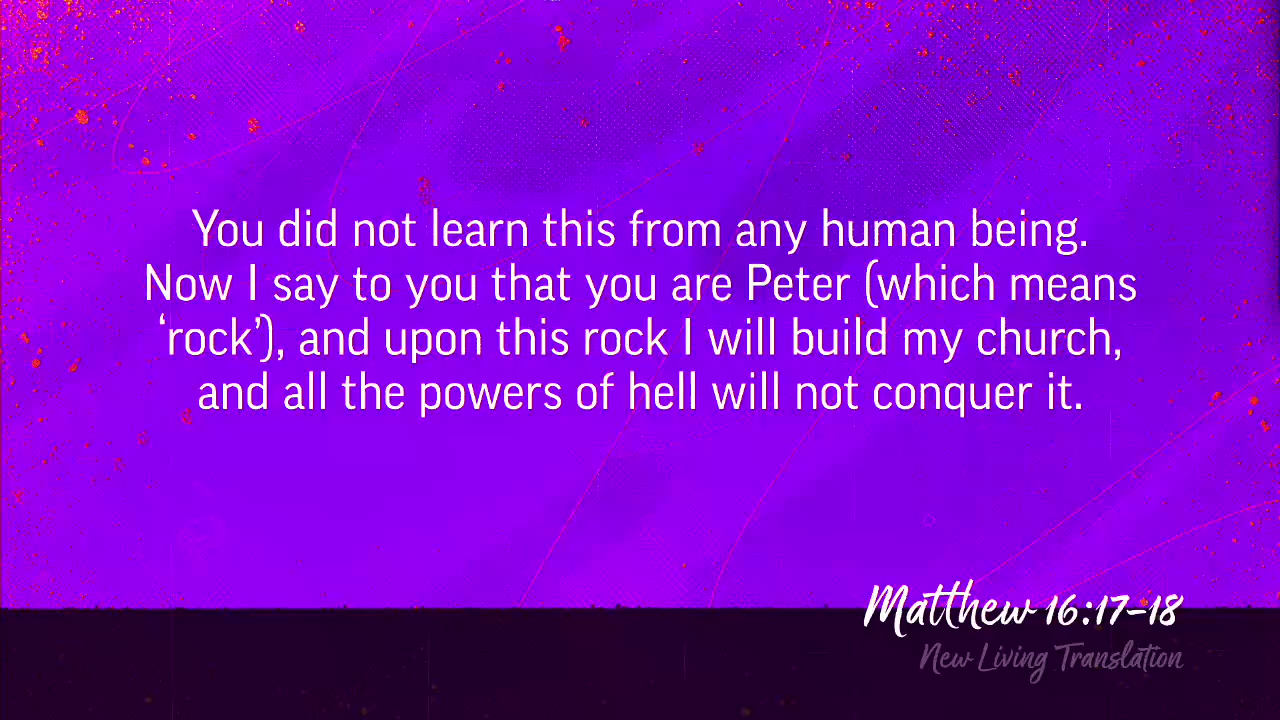 You did not learn this from any human being.
Now I say to you that you are Peter (which means
‘rock’), and upon this rock I will build my church,
and all the powers of hell will not conquer it.
Matthew 16:17–18
New Living Translation